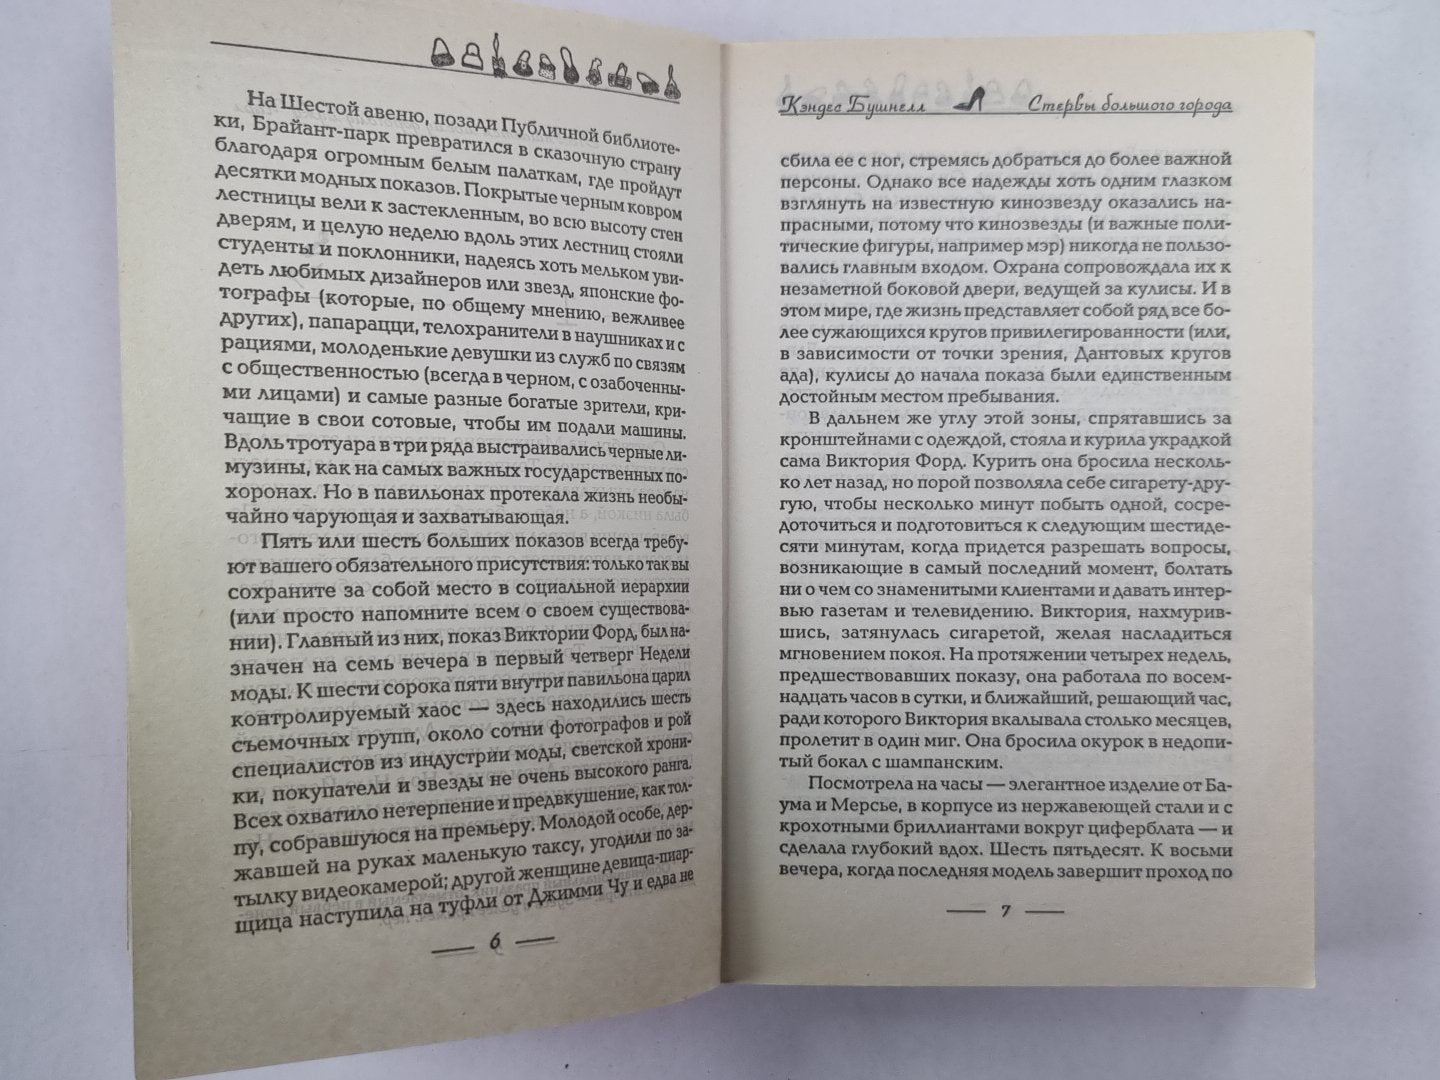 На Шестой авеню, позади Публичной библиоте-
ки, Брайант-парк превратился в сказочную страну
благодаря огромным белым палаткам, где пройдут
десятки модных показов. Покрытые черным ковром
лестницы вели к застекленным, во всю высоту стен
дверям, и целую неделю вдоль этих лестниц стояли
студенты и поклонники, надеясь хоть мельком уви-
деть любимых дизайнеров или звезд, японские фо-
тографы (которые, по общему мнению, вежливее
других), папарацци, телохранители в наушниках и с
рациями, молоденькие девушки из служб по связям
с общественностью (всегда в черном, с озабоченны-
ми лицами) и самые разные богатые зрители, кри-
чащие в свои сотовые, чтобы им подали машины.
Вдоль тротуара в три ряда выстраивались черные ли-
музины, как на самых важных государственных по-
хоронах. Но в павильонах протекала жизнь необы-
чайно чарующая и захватывающая.
Пять или шесть больших показов всегда требу-
ют вашего обязательного присутствия: только так вы
сохраните за собой место в социальной иерархии
(или просто напомните всем о своем существова-
нии). Главный из них, показ Виктории Форд, был на-
значен на семь вечера в первый четверг Недели
моды. К шести сорока пяти внутри павильона царил
контролируемый хаос — здесь находились шесть
съемочных групп, около сотни фотографов и рой
специалистов из индустрии моды, светской хрони-
ки, покупатели и звезды не очень высокого ранга.
Всех охватило нетерпение и предвкушение, как тол-
пу, собравшуюся на премьеру. Молодой особе, дер-
жавшей на руках маленькую таксу, угодили по за-
тылку видеокамерой; другой женщине девица-пиар-
щица наступила на туфли от Джимми Чу и едва не
6
Кэндес Бушнелл Стервы большого города
сбила ее с ног, стремясь добраться до более важной
персоны. Однако все надежды хоть одним глазком
взглянуть на известную кинозвезду оказались на-
прасными, потому что кинозвезды (и важные поли-
тические фигуры, например мэр) никогда не пользо-
вались главным входом. Охрана сопровождала их к
незаметной боковой двери, ведущей за кулисы. И в
этом мире, где жизнь представляет собой ряд все бо-
лее сужающихся кругов привилегированности (или,
в зависимости от точки зрения, Дантовых кругов
ада), кулисы до начала показа были единственным
достойным местом пребывания.
В дальнем же углу этой зоны, спрятавшись за
кронштейнами с одеждой, стояла и курила украдкой
сама Виктория Форд. Курить она бросила несколь-
ко лет назад, но порой позволяла себе сигарету-дру-
гую, чтобы несколько минут побыть одной, сосре-
доточиться и подготовиться к следующим шестиде-
сяти минутам, когда придется разрешать вопросы,
возникающие в самый последний момент, болтать
ни о чем со знаменитыми клиентами и давать интер-
вью газетам и телевидению. Виктория, нахмурив-
шись, затянулась сигаретой, желая насладиться
мгновением покоя. На протяжении четырех недель,
предшествовавших показу, она работала по восем-
надцать часов в сутки, и ближайший, решающий час,
ради которого Виктория вкалывала столько месяцев,
пролетит в один миг. Она бросила окурок в недопи-
тый бокал с шампанским.
Посмотрела на часы — элегантное изделие от Ба-
ума и Мерсье, в корпусе из нержавеющей стали и с
крохотными бриллиантами вокруг циферблата — и
сделала глубокий вдох. Шесть пятьдесят. К восьми
вечера, когда последняя модель завершит проход по
7